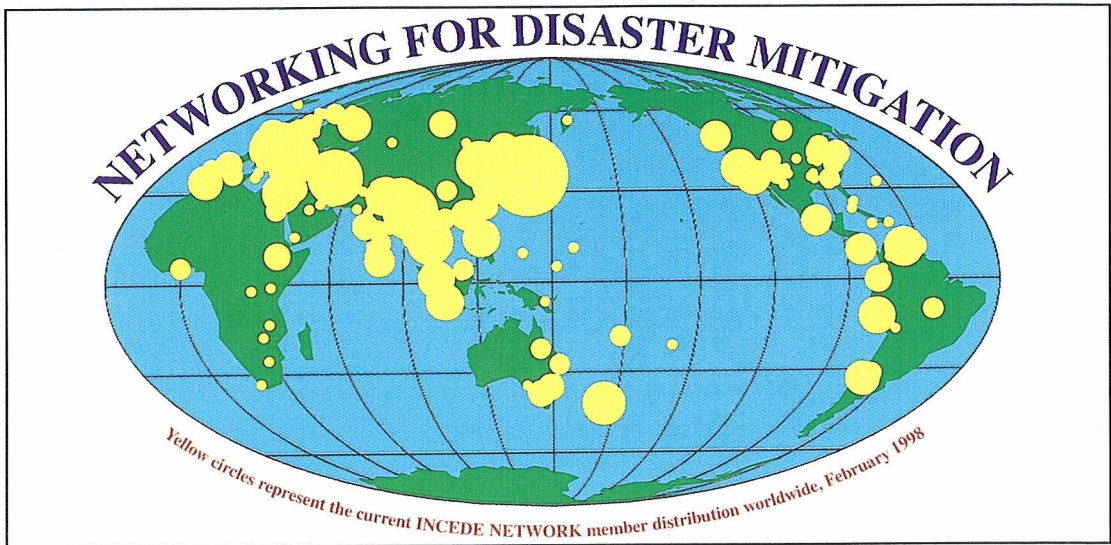 NETWORKING FOR DISASTER MITIGATION
Yellow circles represent the current INCEDE NETWORK member distribution worldwide, February 1998